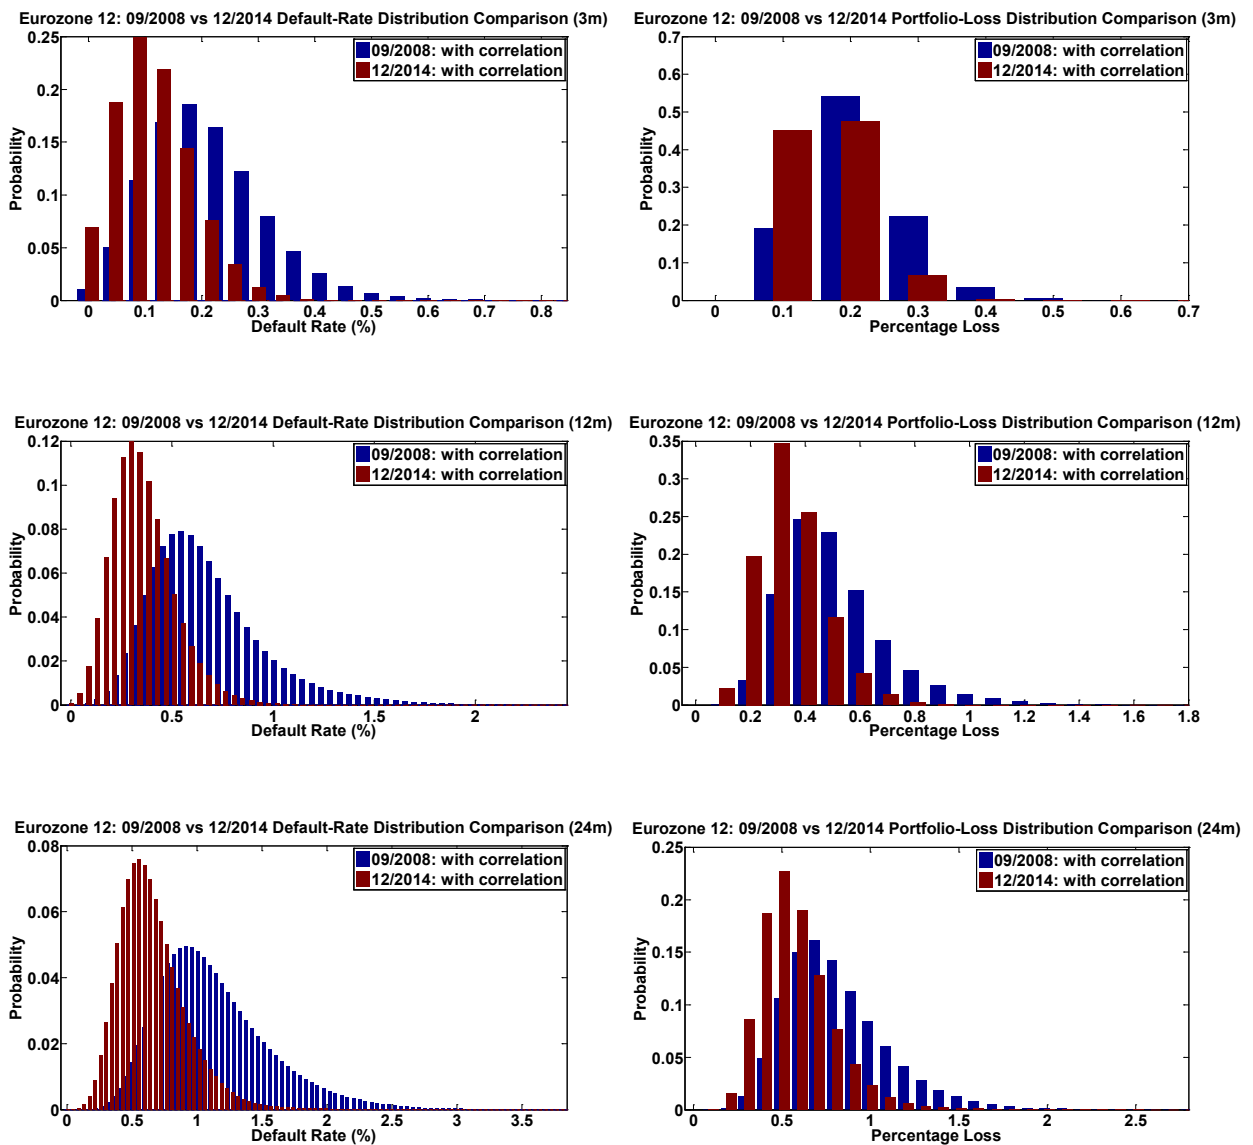 Eurozone 12: 09/2008 vs 12/2014 Default-Rate Distribution Comparison (3m)
0.25
0.2
0.15
0.1
0.05
0
Probability
09/2008: with correlation
12/2014: with correlation
0 0.1 0.2 0.3 0.4 0.5 0.6 0.7 0.8
Default Rate (%)
Eurozone 12: 09/2008 vs 12/2014 Portfolio-Loss Distribution Comparison (3m)
0.7
0.6
0.5
0.4
0.3
0.2
0.1
0
Probability
09/2008: with correlation
12/2014: with correlation
0 0.1 0.2 0.3 0.4 0.5 0.6 0.7
Percentage Loss
Eurozone 12: 09/2008 vs 12/2014 Default-Rate Distribution Comparison (12m)
0.12
0.1
0.08
0.06
0.04
0.02
0
Probability
09/2008: with correlation
12/2014: with correlation
0 0.5 1 1.5 2
Default Rate (%)
Eurozone 12: 09/2008 vs 12/2014 Portfolio-Loss Distribution Comparison (12m)
0.35
0.3
0.25
0.2
0.15
0.1
0.05
0
Probability
09/2008: with correlation
12/2014: with correlation
0 0.2 0.4 0.6 0.8 1 1.2 1.4 1.6 1.8
Percentage Loss
Eurozone 12: 09/2008 vs 12/2014 Default-Rate Distribution Comparison (24m)
0.08
0.06
0.04
0.02
0
Probability
09/2008: with correlation
12/2014: with correlation
0 0.5 1 1.5 2 2.5 3 3.5
Default Rate (%)
Eurozone 12: 09/2008 vs 12/2014 Portfolio-Loss Distribution Comparison (24m)
0.25
0.2
0.15
0.1
0.05
0
Probability
09/2008: with correlation
12/2014: with correlation
0 0.5 1 1.5 2 2.5
Percentage Loss